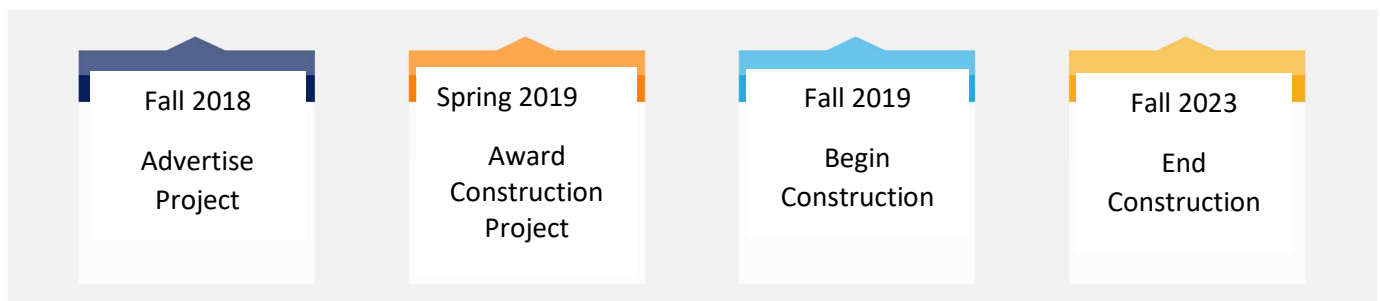 Fall 2018
Advertise
Project
Spring 2019
Award
Construction
Project
Fall 2019
Begin
Construction
Fall 2023
End
Construction